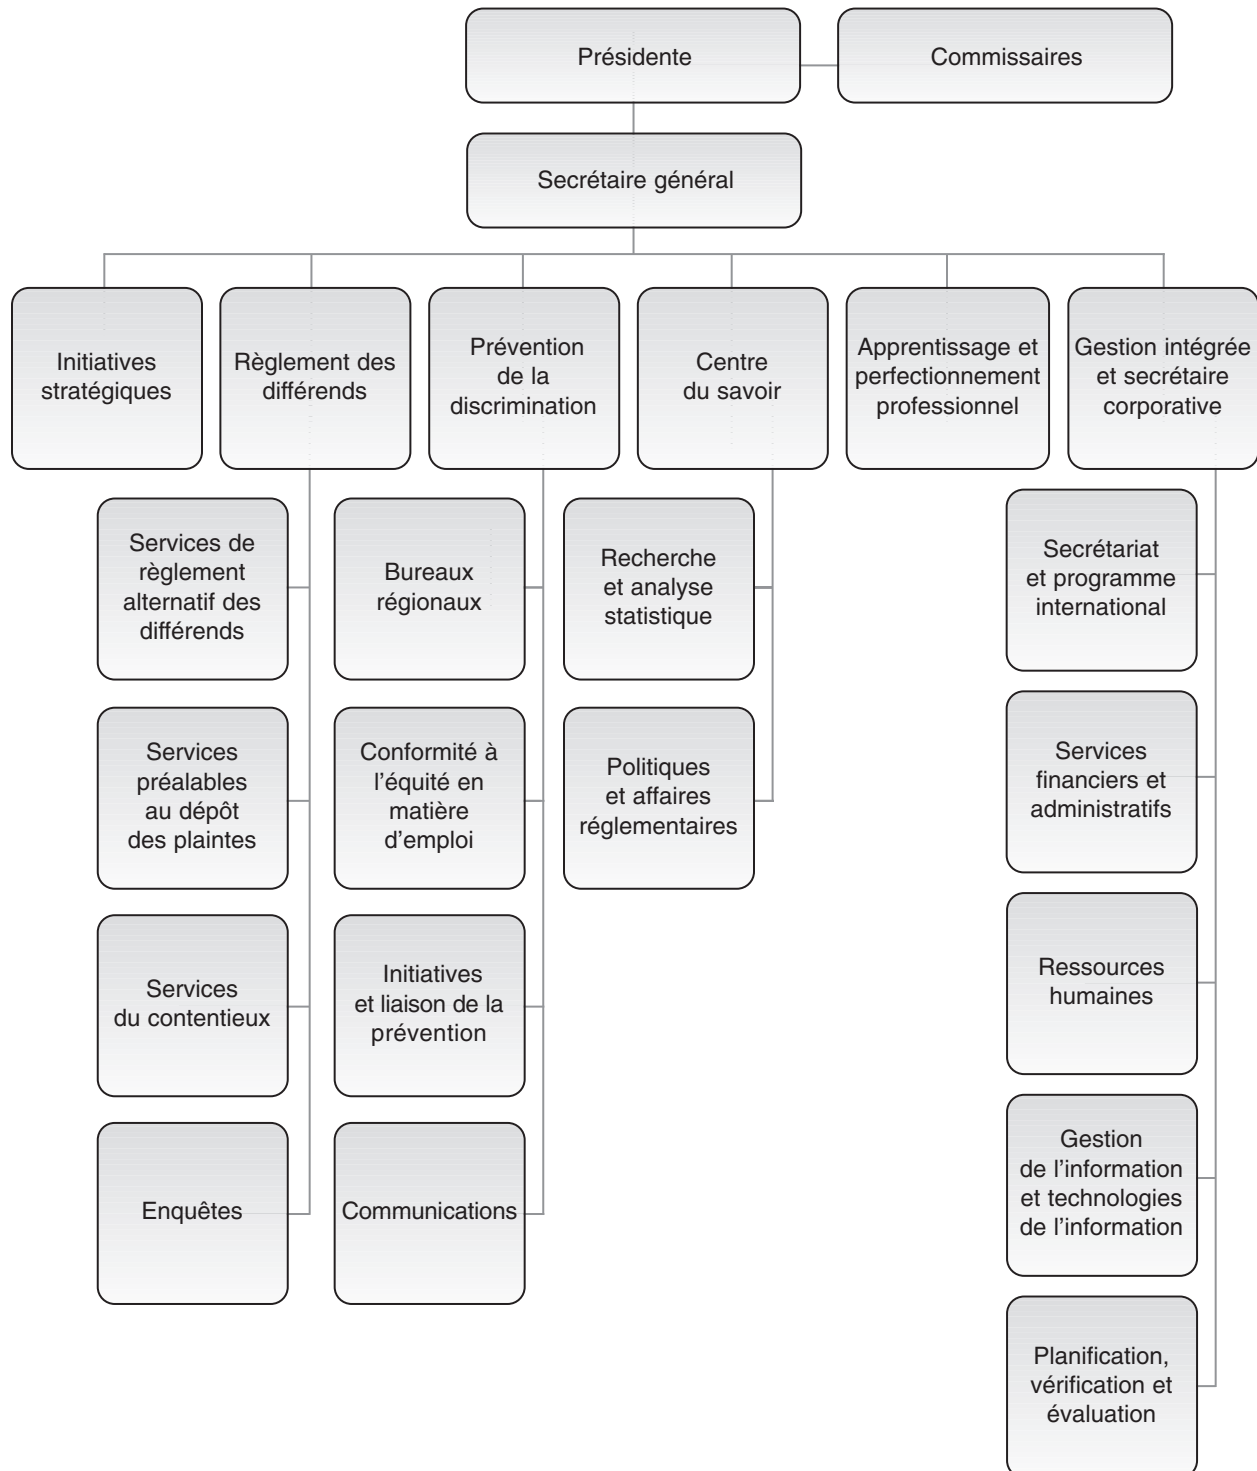 Présidente
Commissaires
Secrétaire général
Initiatives
stratégiques
Règlement des
différends
Prévention
de la
discrimination
Centre
du savoir
Apprentissage et
perfectionnement
professionnel
Gestion intégrée
et secrétaire
corporative
Services de
règlement
alternatif des
différends
Services
préalables
au dépôt
des plaintes
Services
du contentieux
Enquêtes
Bureaux
régionaux
Conformité à
l'équité en
matière
d'emploi
Initiatives
et liaison de la
prévention
Communications
Recherche
et analyse
statistique
Politiques
et affaires
réglementaires
Secrétariat
et programme
international
Services
financiers et
administratifs
Ressources
humaines
Gestion
de l'information
et technologies
de l'information
Planification,
vérification et
évaluation